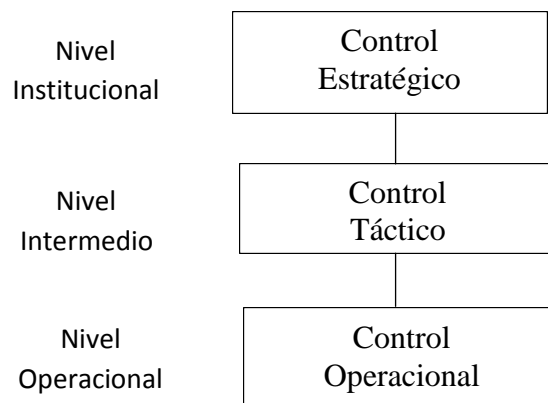 Nivel
Institucional
Control
Estratégico
Nivel
Intermedio
Control
Táctico
Nivel
Operacional
Control
Operacional